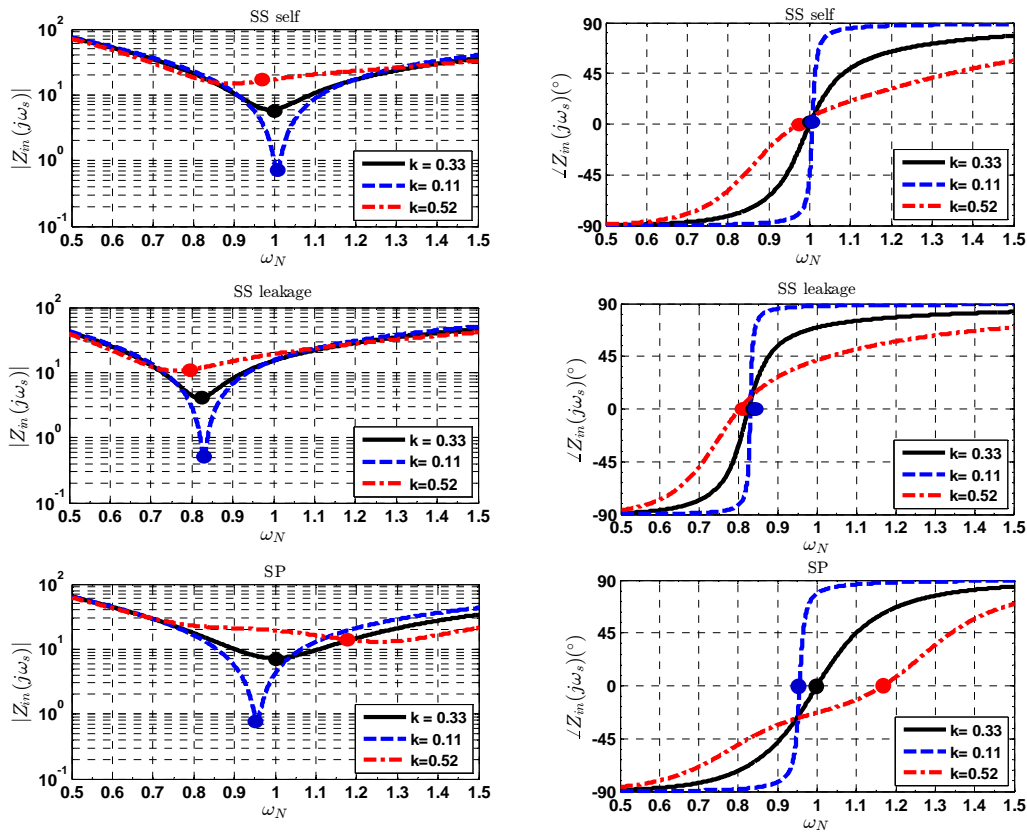 SS self
|Z_in(jω_s)|
10^2
10^1
10^0
10^-1
k = 0.33
k= 0.11
k=0.52
0.5 0.6 0.7 0.8 0.9 1 1.1 1.2 1.3 1.4 1.5
ω_N
SS self
∠Z_in(jω_s)(°)
90
45
0
-45
-90
k= 0.33
k= 0.11
k=0.52
0.5 0.6 0.7 0.8 0.9 1 1.1 1.2 1.3 1.4 1.5
ω_N
SS leakage
|Z_in(jω_s)|
10^2
10^1
10^0
10^-1
k = 0.33
k= 0.11
k=0.52
0.5 0.6 0.7 0.8 0.9 1 1.1 1.2 1.3 1.4 1.5
ω_N
SS leakage
∠Z_in(jω_s)(°)
90
45
0
-45
-90
k = 0.33
k= 0.11
k=0.52
0.5 0.6 0.7 0.8 0.9 1 1.1 1.2 1.3 1.4 1.5
ω_N
SP
|Z_in(jω_s)|
10^2
10^1
10^0
10^-1
k = 0.33
k= 0.11
k=0.52
0.5 0.6 0.7 0.8 0.9 1 1.1 1.2 1.3 1.4 1.5
ω_N
SP
∠Z_in(jω_s)(°)
90
45
0
-45
-90
k = 0.33
k= 0.11
k=0.52
0.5 0.6 0.7 0.8 0.9 1 1.1 1.2 1.3 1.4 1.5
ω_N